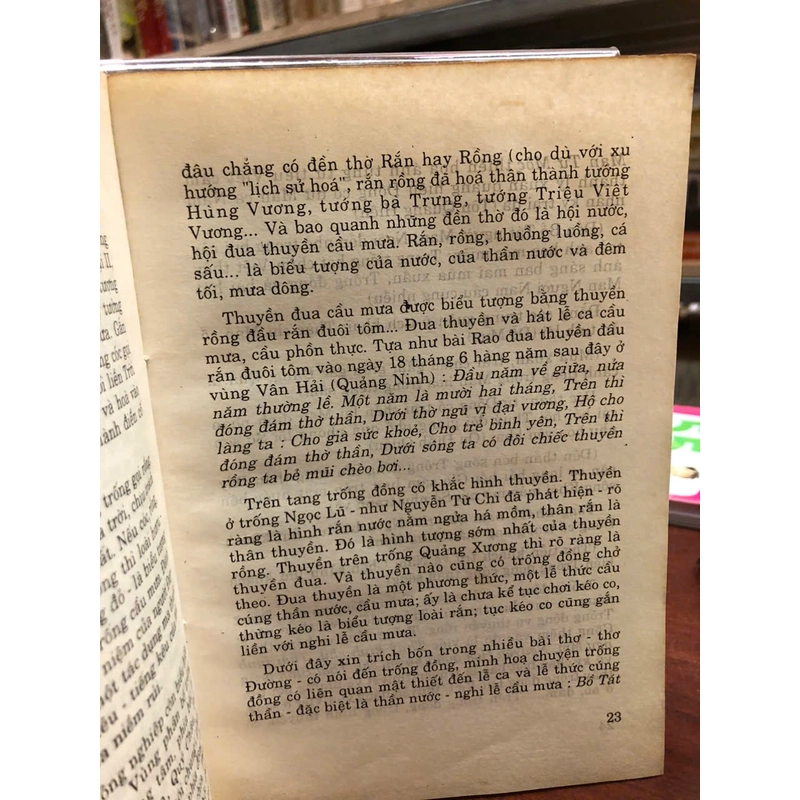 đâu chẳng có đền thờ Rắn hay Rồng (cho dù với xu
hướng "lịch sử hoá", rắn rồng đã hoá thân thành tướng
Hùng Vương, tướng bà Trưng, tướng Triệu Việt
Vương... Và bao quanh những đền thờ đó là hội nước,
hội đua thuyền cầu mưa. Rắn, rồng, thuồng luồng, cá
sấu... là biểu tượng của nước, của thần nước và đêm
tối, mưa dông.
Thuyền đua cầu mưa được biểu tượng bằng thuyền
rồng đầu rắn đuôi tôm... Đua thuyền và hát lễ ca cầu
mưa, cầu phồn thực. Tựa như bài Rao đua thuyền đầu
rắn đuôi tôm vào ngày 18 tháng 6 hàng năm sau đây ở
vùng Vân Hải (Quảng Ninh) : Đầu năm về giữa, nửa
năm thường lề. Một năm là mười hai tháng, Trên thì
đóng đám thờ thần, Dưới thờ ngũ vị đại vương, Hộ cho
làng ta : Cho già sức khoẻ, Cho trẻ bình yên, Trên thì
đóng đám thờ thần, Dưới sông ta có đôi chiếc thuyền
rồng ta bẻ mũi chèo bơi...
Trên tang trống đồng có khắc hình thuyền. Thuyền
ở trống Ngọc Lũ - như Nguyễn Từ Chi đã phát hiện - rõ
ràng là hình rắn nước nằm ngửa há mồm, thân rắn là
thân thuyền. Đó là hình tượng sớm nhất của thuyền
rồng. Thuyền trên trống Quảng Xương thì rõ ràng là
thuyền đua. Và thuyền nào cũng có trống đồng chở
theo. Đua thuyền là một phương thức, một lễ thức cầu
cúng thần nước, cầu mưa; ấy là chưa kể tục chơi kéo co,
thừng kéo là biểu tượng loài rắn; tục kéo co cũng gắn
liền với nghi lễ cầu mưa.
Dưới đây xin trích bốn trong nhiều bài thơ - thơ
Đường - có nói đến trống đồng, minh hoạ chuyện trống
đồng có liên quan mật thiết đến lễ ca và lễ thức cúng
thần - đặc biệt là thần nước - nghi lễ cầu mưa : Bồ Tát
23